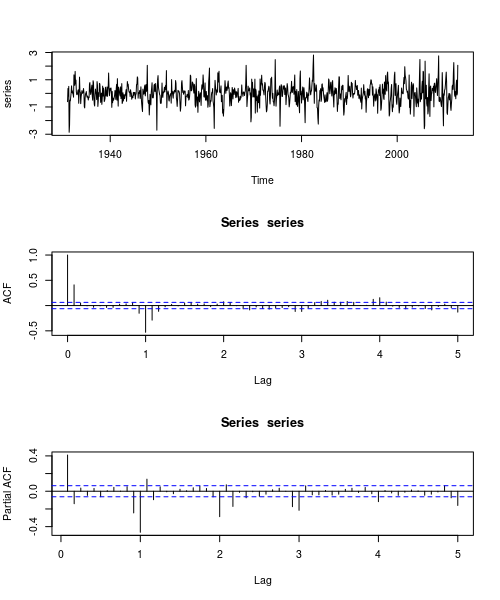 3
1
-1
-3
series
1940 1960 1980 2000
Time
Series series
1.0
0.5
-0.5
ACF
0 1 2 3 4 5
Lag
Series series
0.4
0.0
-0.4
Partial ACF
0 1 2 3 4 5
Lag